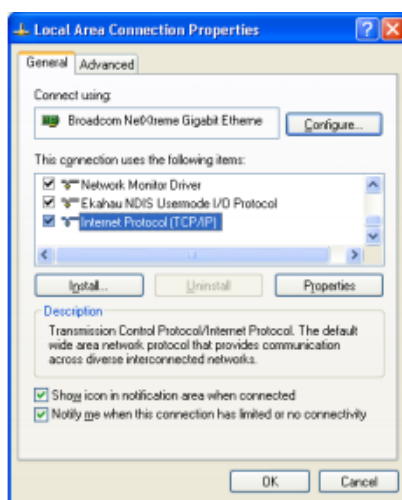 Local Area Connection Properties
General Advanced
Connect using:
Broadcom NetXtreme Gigabit Etherne Configure...
This connection uses the following items:
Network Monitor Driver
Ekahau NDIS Usermode I/O Protocol
Internet Protocol (TCP/IP)
Install... Uninstall Properties
Description
Transmission Control Protocol/Internet Protocol. The default
wide area network protocol that provides communication
across diverse interconnected networks.
Show icon in notification area when connected
Notify me when this connection has limited or no connectivity
OK Cancel